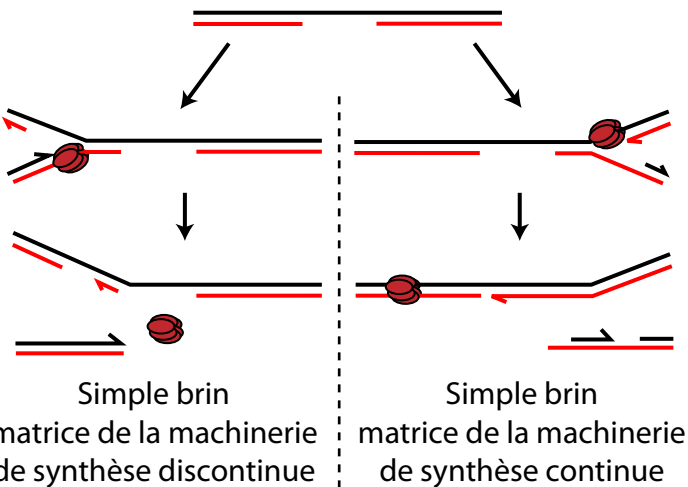 Simple brin
matrice de la machinerie
de synthèse discontinue
Simple brin
matrice de la machinerie
de synthèse continue